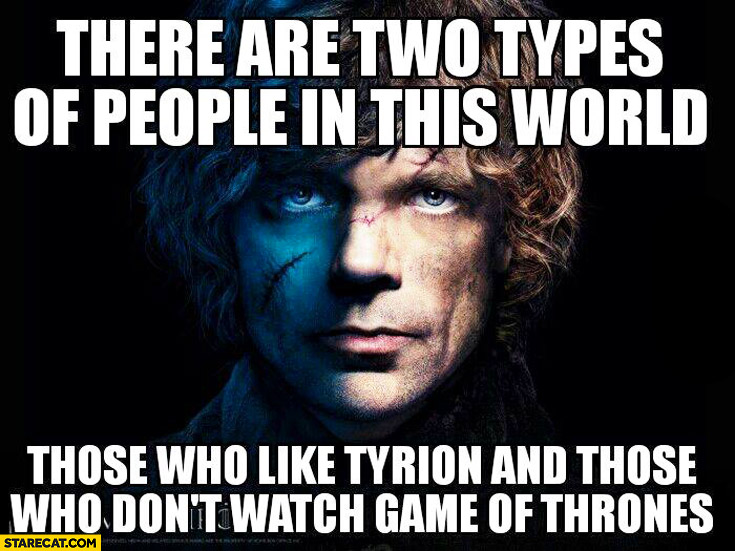 THERE ARE TWO TYPES
OF PEOPLE IN THIS WORLD
THOSE WHO LIKE TYRION AND THOSE
WHO DON'T WATCH GAME OF THRONES
STARECAT.COM